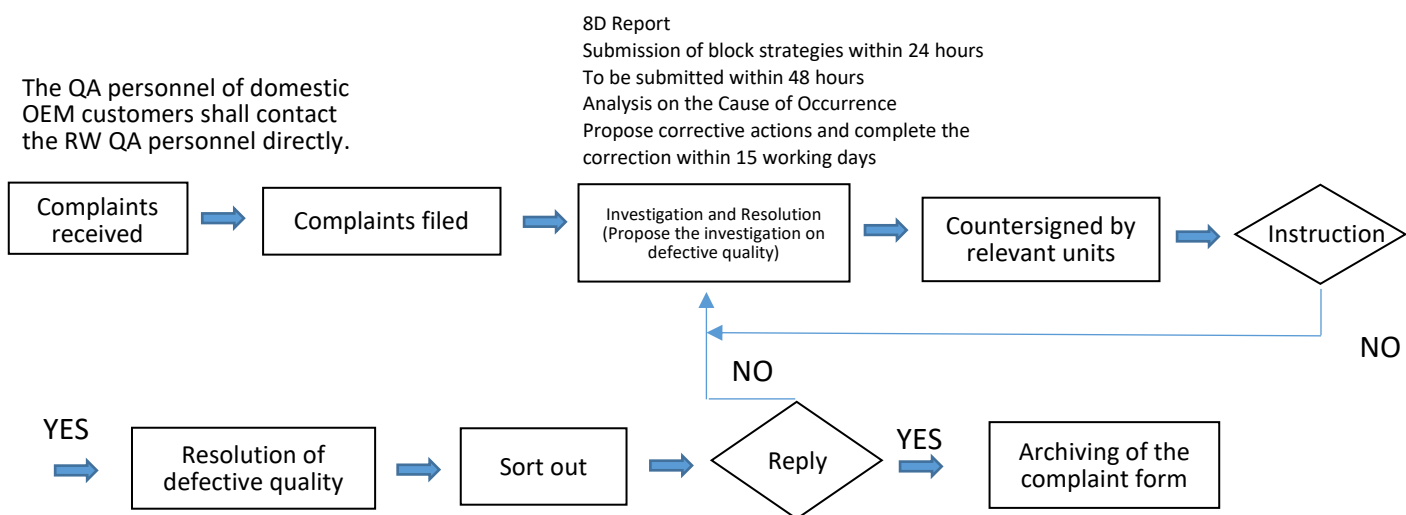 8D Report
Submission of block strategies within 24 hours
To be submitted within 48 hours
Analysis on the Cause of Occurrence
Propose corrective actions and complete the
correction within 15 working days
The QA personnel of domestic
OEM customers shall contact
the RW QA personnel directly.
Complaints
received
Complaints filed
Investigation and Resolution
(Propose the investigation on
defective quality)
Countersigned by
relevant units
Instruction
NO
NO
YES
Resolution of
defective quality
Sort out
Reply
YES
Archiving of the
complaint form